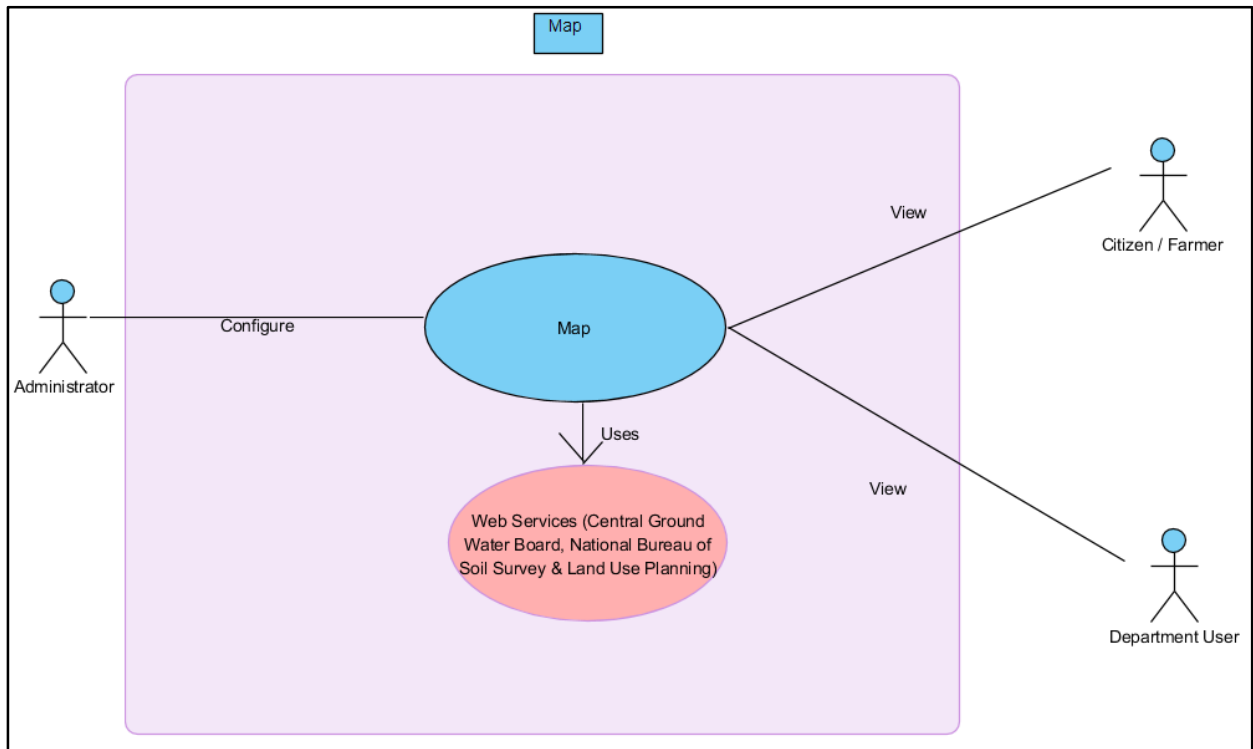 Map
View
Citizen / Farmer
Configure
Map
Administrator
Uses
View
Web Services (Central Ground
Water Board, National Bureau of
Soil Survey & Land Use Planning)
Department User